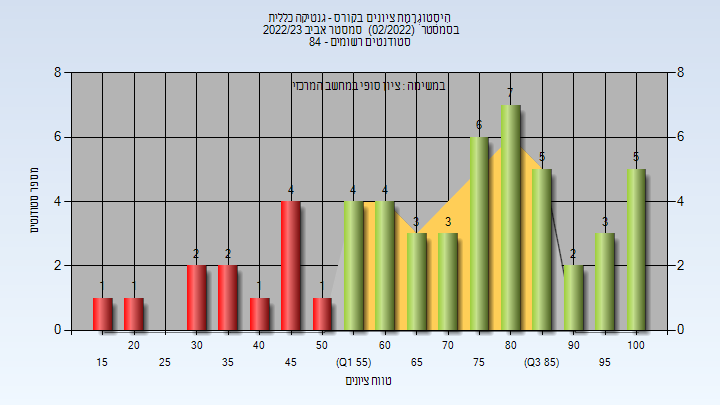 היסטוגרמת ציונים בקורס - גנטיקה כללית
בסמסטר (02/2022) סמסטר אביב 2022/23
סטודנטים רשומים - 84
במשימה : ציון סופי במחשב המרכזי
8 8
7
6 6 6
5 5
4 4 4 4 4
3 3 3
2 2 2 2 2
1 1 1 1
0 0
מספר סטודנטים
20 30 40 50 60 70 80 90 100
15 25 35 45 (Q1 55) 65 75 (Q3 85) 95
טווח ציונים